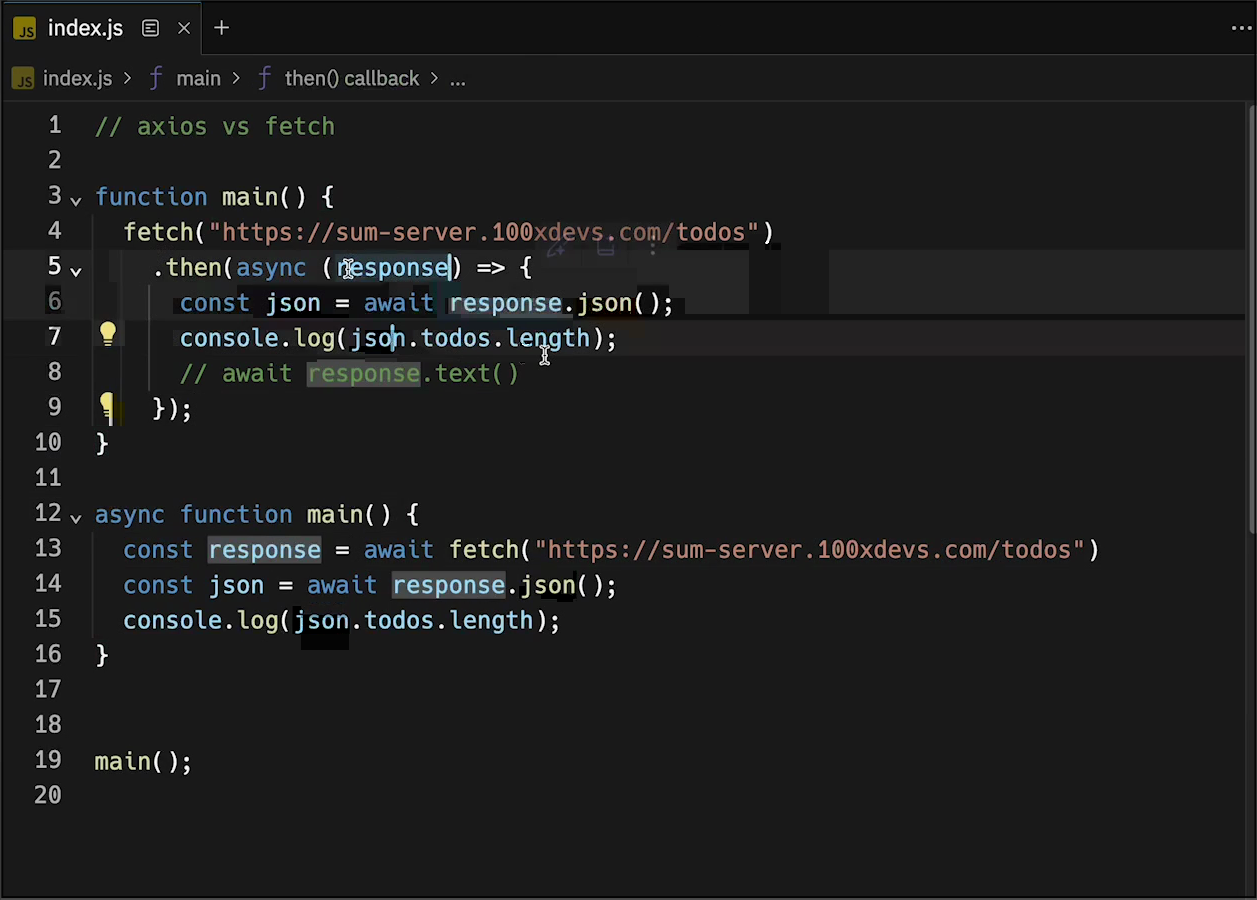 JS index.js
JS index.js > main > then() callback > ...
1 // axios vs fetch
2
3 function main() {
4 fetch("https://sum-server.100xdevs.com/todos")
5 .then(async (response) => {
6 const json = await response.json();
7 console.log(json.todos.length);
8 // await response.text()
9 });
10 }
11
12 async function main() {
13 const response = await fetch("https://sum-server.100xdevs.com/todos")
14 const json = await response.json();
15 console.log(json.todos.length);
16 }
17
18
19 main();
20